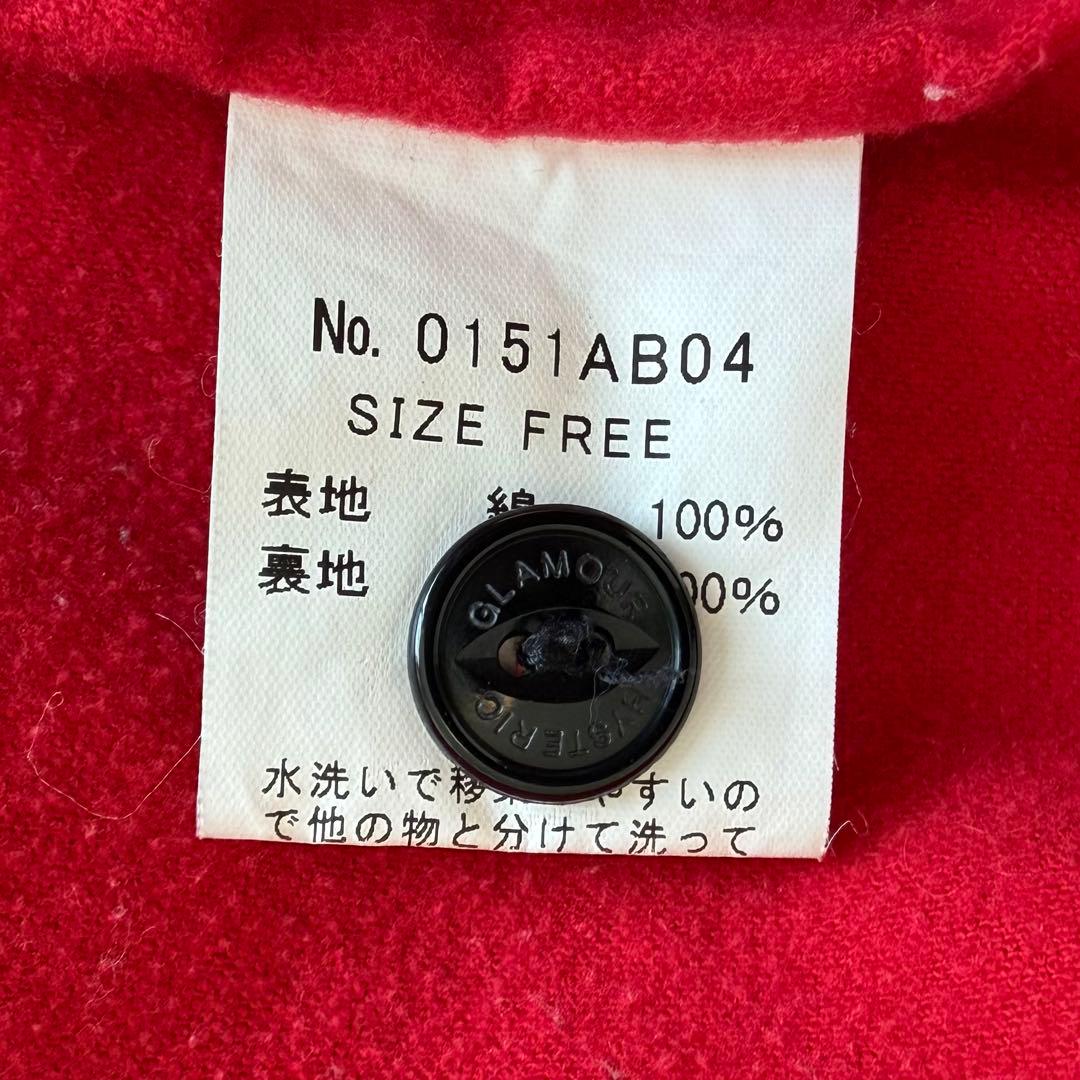 No. 0151AB04
SIZE FREE
表地 綿 100%
裏地 00%
GLAMOUR
HYSTERIC
水洗いで移 やすいの
で他の物と分けて洗って